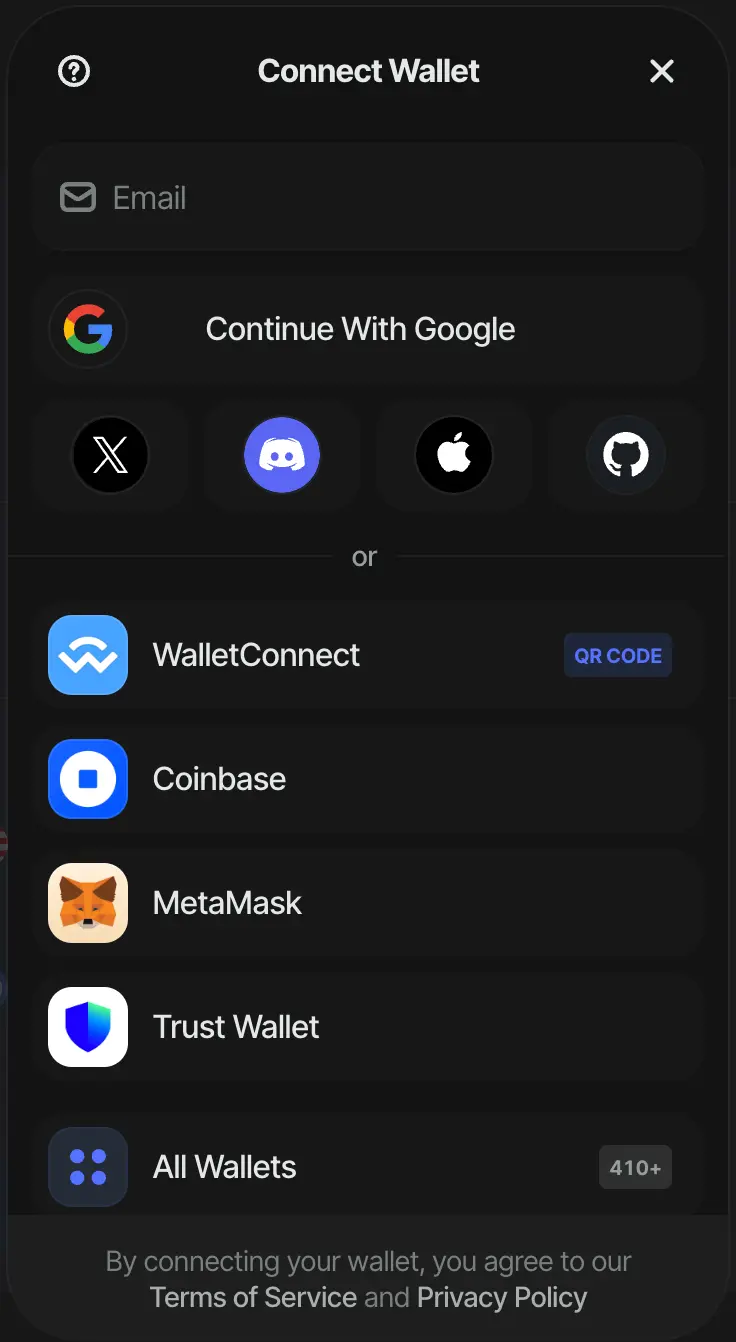 Connect Wallet
Email
Continue With Google
or
WalletConnect QR CODE
Coinbase
MetaMask
Trust Wallet
All Wallets 410+
By connecting your wallet, you agree to our
Terms of Service and Privacy Policy